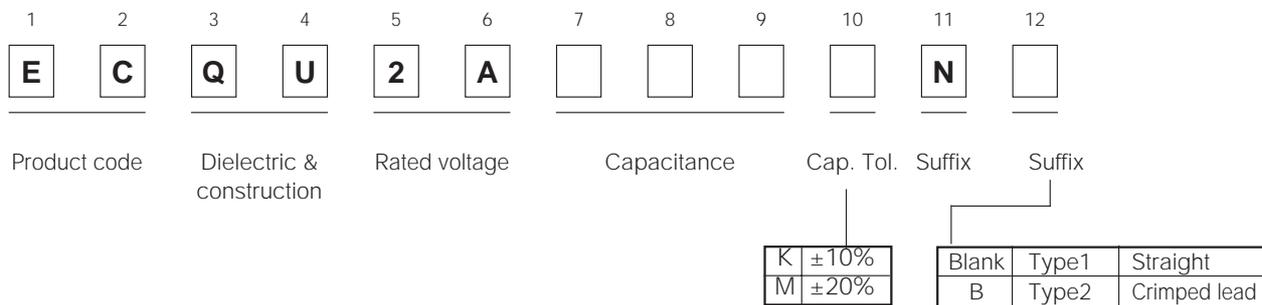 1 2 3 4 5 6 7 8 9 10 11 12
E C Q U 2 A N
Product code Dielectric & Rated voltage Capacitance Cap. Tol. Suffix Suffix
construction
K ±10% Blank Type1 Straight
M ±20% B Type2 Crimped lead